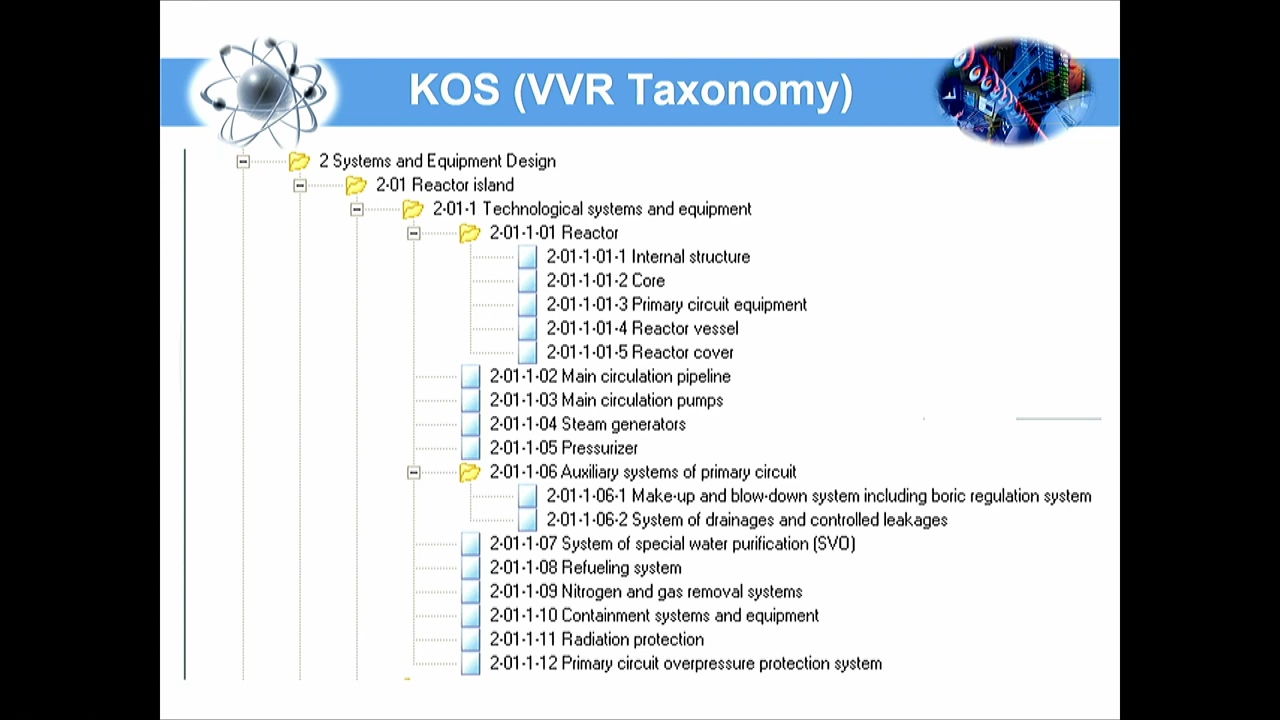 KOS (VVR Taxonomy)
2 Systems and Equipment Design
2-01 Reactor island
2-01-1 Technological systems and equipment
2-01-1-01 Reactor
2-01-1-01-1 Internal structure
2-01-1-01-2 Core
2-01-1-01-3 Primary circuit equipment
2-01-1-01-4 Reactor vessel
2-01-1-01-5 Reactor cover
2-01-1-02 Main circulation pipeline
2-01-1-03 Main circulation pumps
2-01-1-04 Steam generators
2-01-1-05 Pressurizer
2-01-1-06 Auxiliary systems of primary circuit
2-01-1-06-1 Make-up and blow-down system including boric regulation system
2-01-1-06-2 System of drainages and controlled leakages
2-01-1-07 System of special water purification (SVO)
2-01-1-08 Refueling system
2-01-1-09 Nitrogen and gas removal systems
2-01-1-10 Containment systems and equipment
2-01-1-11 Radiation protection
2-01-1-12 Primary circuit overpressure protection system